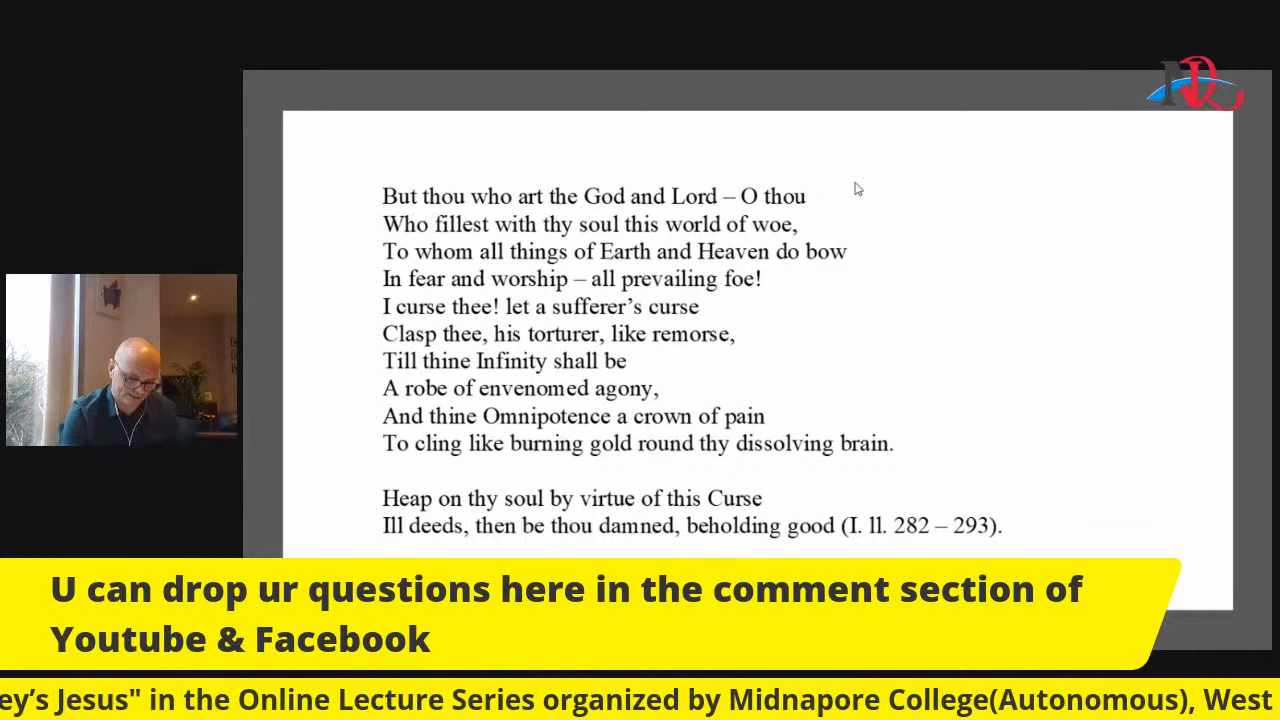 But thou who art the God and Lord – O thou
Who fillest with thy soul this world of woe,
To whom all things of Earth and Heaven do bow
In fear and worship – all prevailing foe!
I curse thee! let a sufferer’s curse
Clasp thee, his torturer, like remorse,
Till thine Infinity shall be
A robe of envenomed agony,
And thine Omnipotence a crown of pain
To cling like burning gold round thy dissolving brain.
Heap on thy soul by virtue of this Curse
Ill deeds, then be thou damned, beholding good (I. ll. 282 – 293).
U can drop ur questions here in the comment section of
Youtube & Facebook
ey’s Jesus" in the Online Lecture Series organized by Midnapore College(Autonomous), West